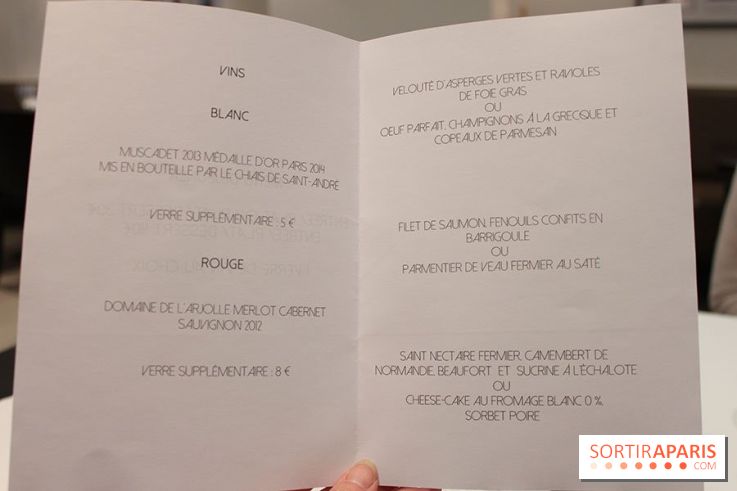 VINS
BLANC
MUSCADET 2013 MÉDAILLE D'OR PARIS 2014
MIS EN BOUTEILLE PAR LE CHAIS DE SAINT-ANDRÉ
VERRE SUPPLÉMENTAIRE : 5 €
ROUGE
DOMAINE DE L'ARJOLLE MERLOT CABERNET
SAUVIGNON 2012
VERRE SUPPLÉMENTAIRE : 8 €
VELOUTÉ D'ASPERGES VERTES ET RAVIOLES
DE FOIE GRAS
OU
OEUF PARFAIT, CHAMPIGNONS À LA GRECSQUE ET
COPEAUX DE PARMESAN
FILET DE SAUMON, FENOUILS CONFITS EN
BARRIGOULE
OU
PARMENTIER DE VEAU FERMIER AU SATÉ
SAINT NECTAIRE FERMIER, CAMEMBERT DE
NORMANDIE, BEAUFORT ET SUCRINE À L'ÉCHALOTE
OU
CHEESE-CAKE AU FROMAGE BLANC 0 %,
SORBET POIRE
SORTIRAPARIS
.COM